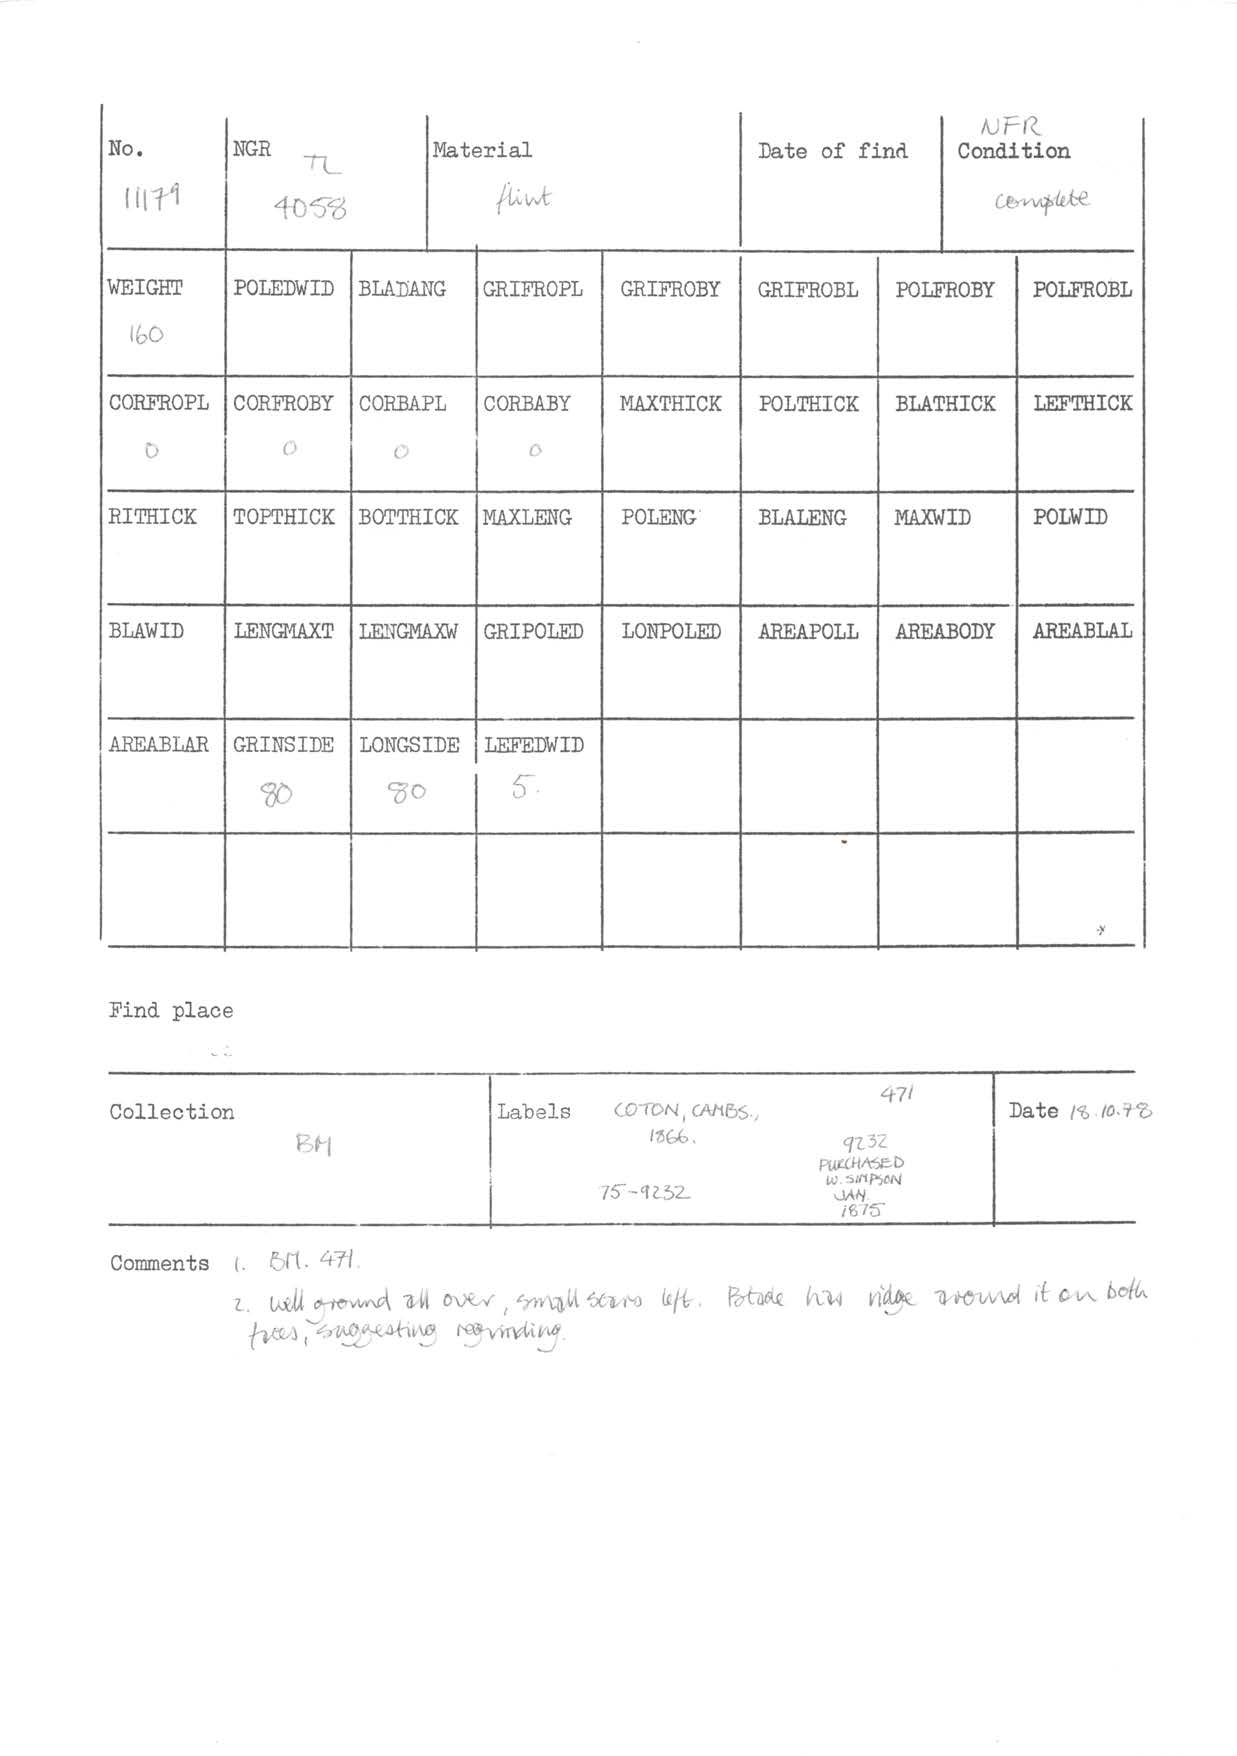 NFR
No. NGR Material Date of find Condition
11179 TL 4058 flint complete
WEIGHT POLEDWID BLADANG GRIFROPL GRIFROBY GRIFROBL POLFROBY POLFROBL
160
CORFROPL CORFROBY CORBAPL CORBABY MAXTHICK POLTHICK BLATHICK LEFTHICK
0 0 0 0
RITHICK TOPTHICK BOTTHICK MAXLENG POLENG BLALENG MAXWID POLWID
BLAWID LENGMAXT LENGMAXW GRIPOLED LONPOLED AREAPOLL AREABODY AREABLAL
AREABLAR GRINSIDE LONGSIDE LEFEDWID
80 80 5.
Find place
Collection
BM
Labels COTON, CAMBS.,
1866.
75-9232
471
9232
PURCHASED
W. SIMPSON
JAN.
1875
Date 18.10.78
Comments 1. BM. 471.
2. Well ground all over, small scars left. Blade has ridge around it on both
faces, suggesting regrinding.